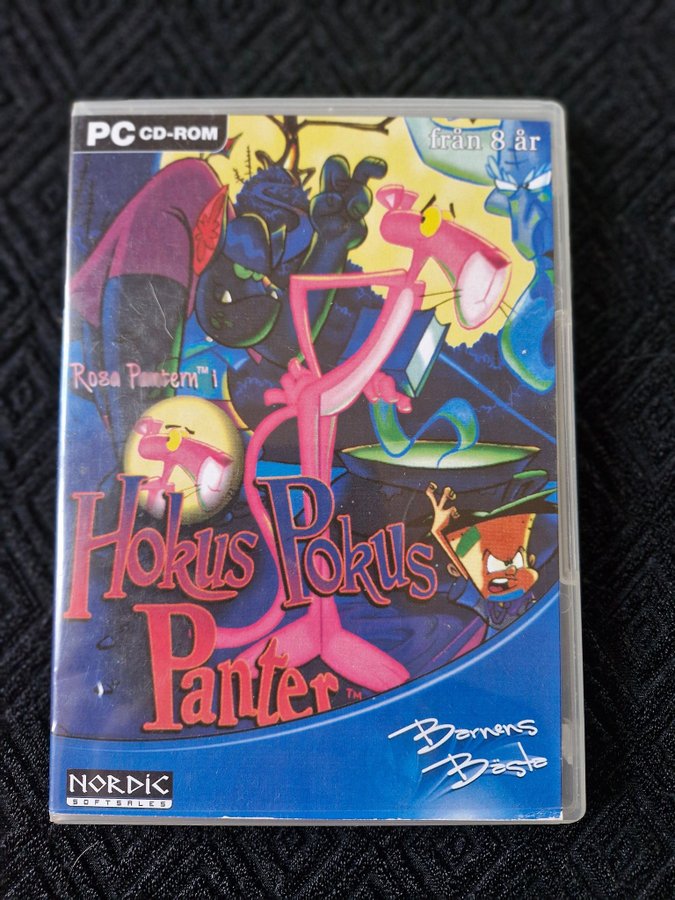 PC CD-ROM
från 8 år
Rosa Pantern™ i
Hokus Pokus
Panter™
Barnens
Bästa
NORDIC
SOFTSALES